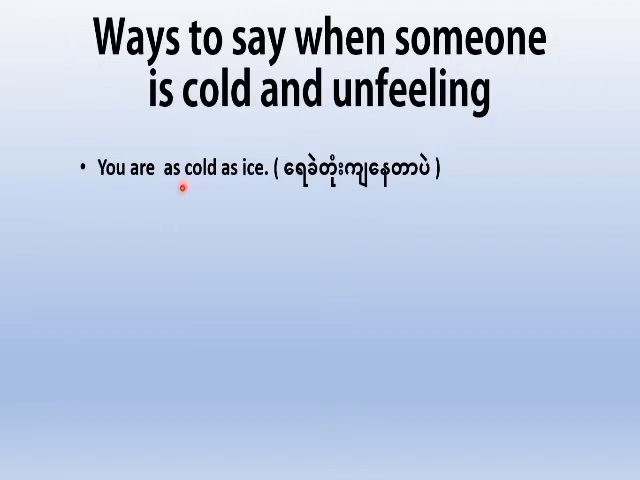 Ways to say when someone
is cold and unfeeling
• You are as cold as ice. ( ရေခဲတုံးကျနေတာပဲ )